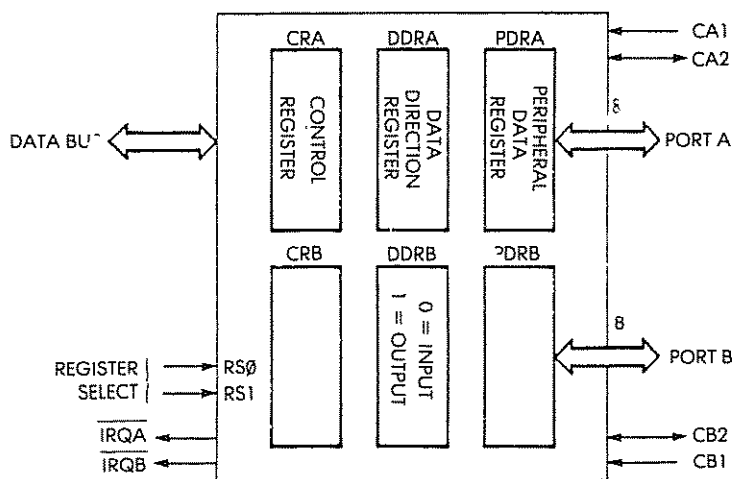 CRA DDRA PDRA
CA1
CA2
CONTROL
REGISTER
DATA
DIRECTION
REGISTER
PERIPHERAL
DATA
REGISTER
DATA
8
PORT A
CRB DDRB PDRB
0 = INPUT
1 = OUTPUT
8
PORT B
REGISTER
SELECT
RSØ
RS1
IRQA
IRQB
CB2
CB1